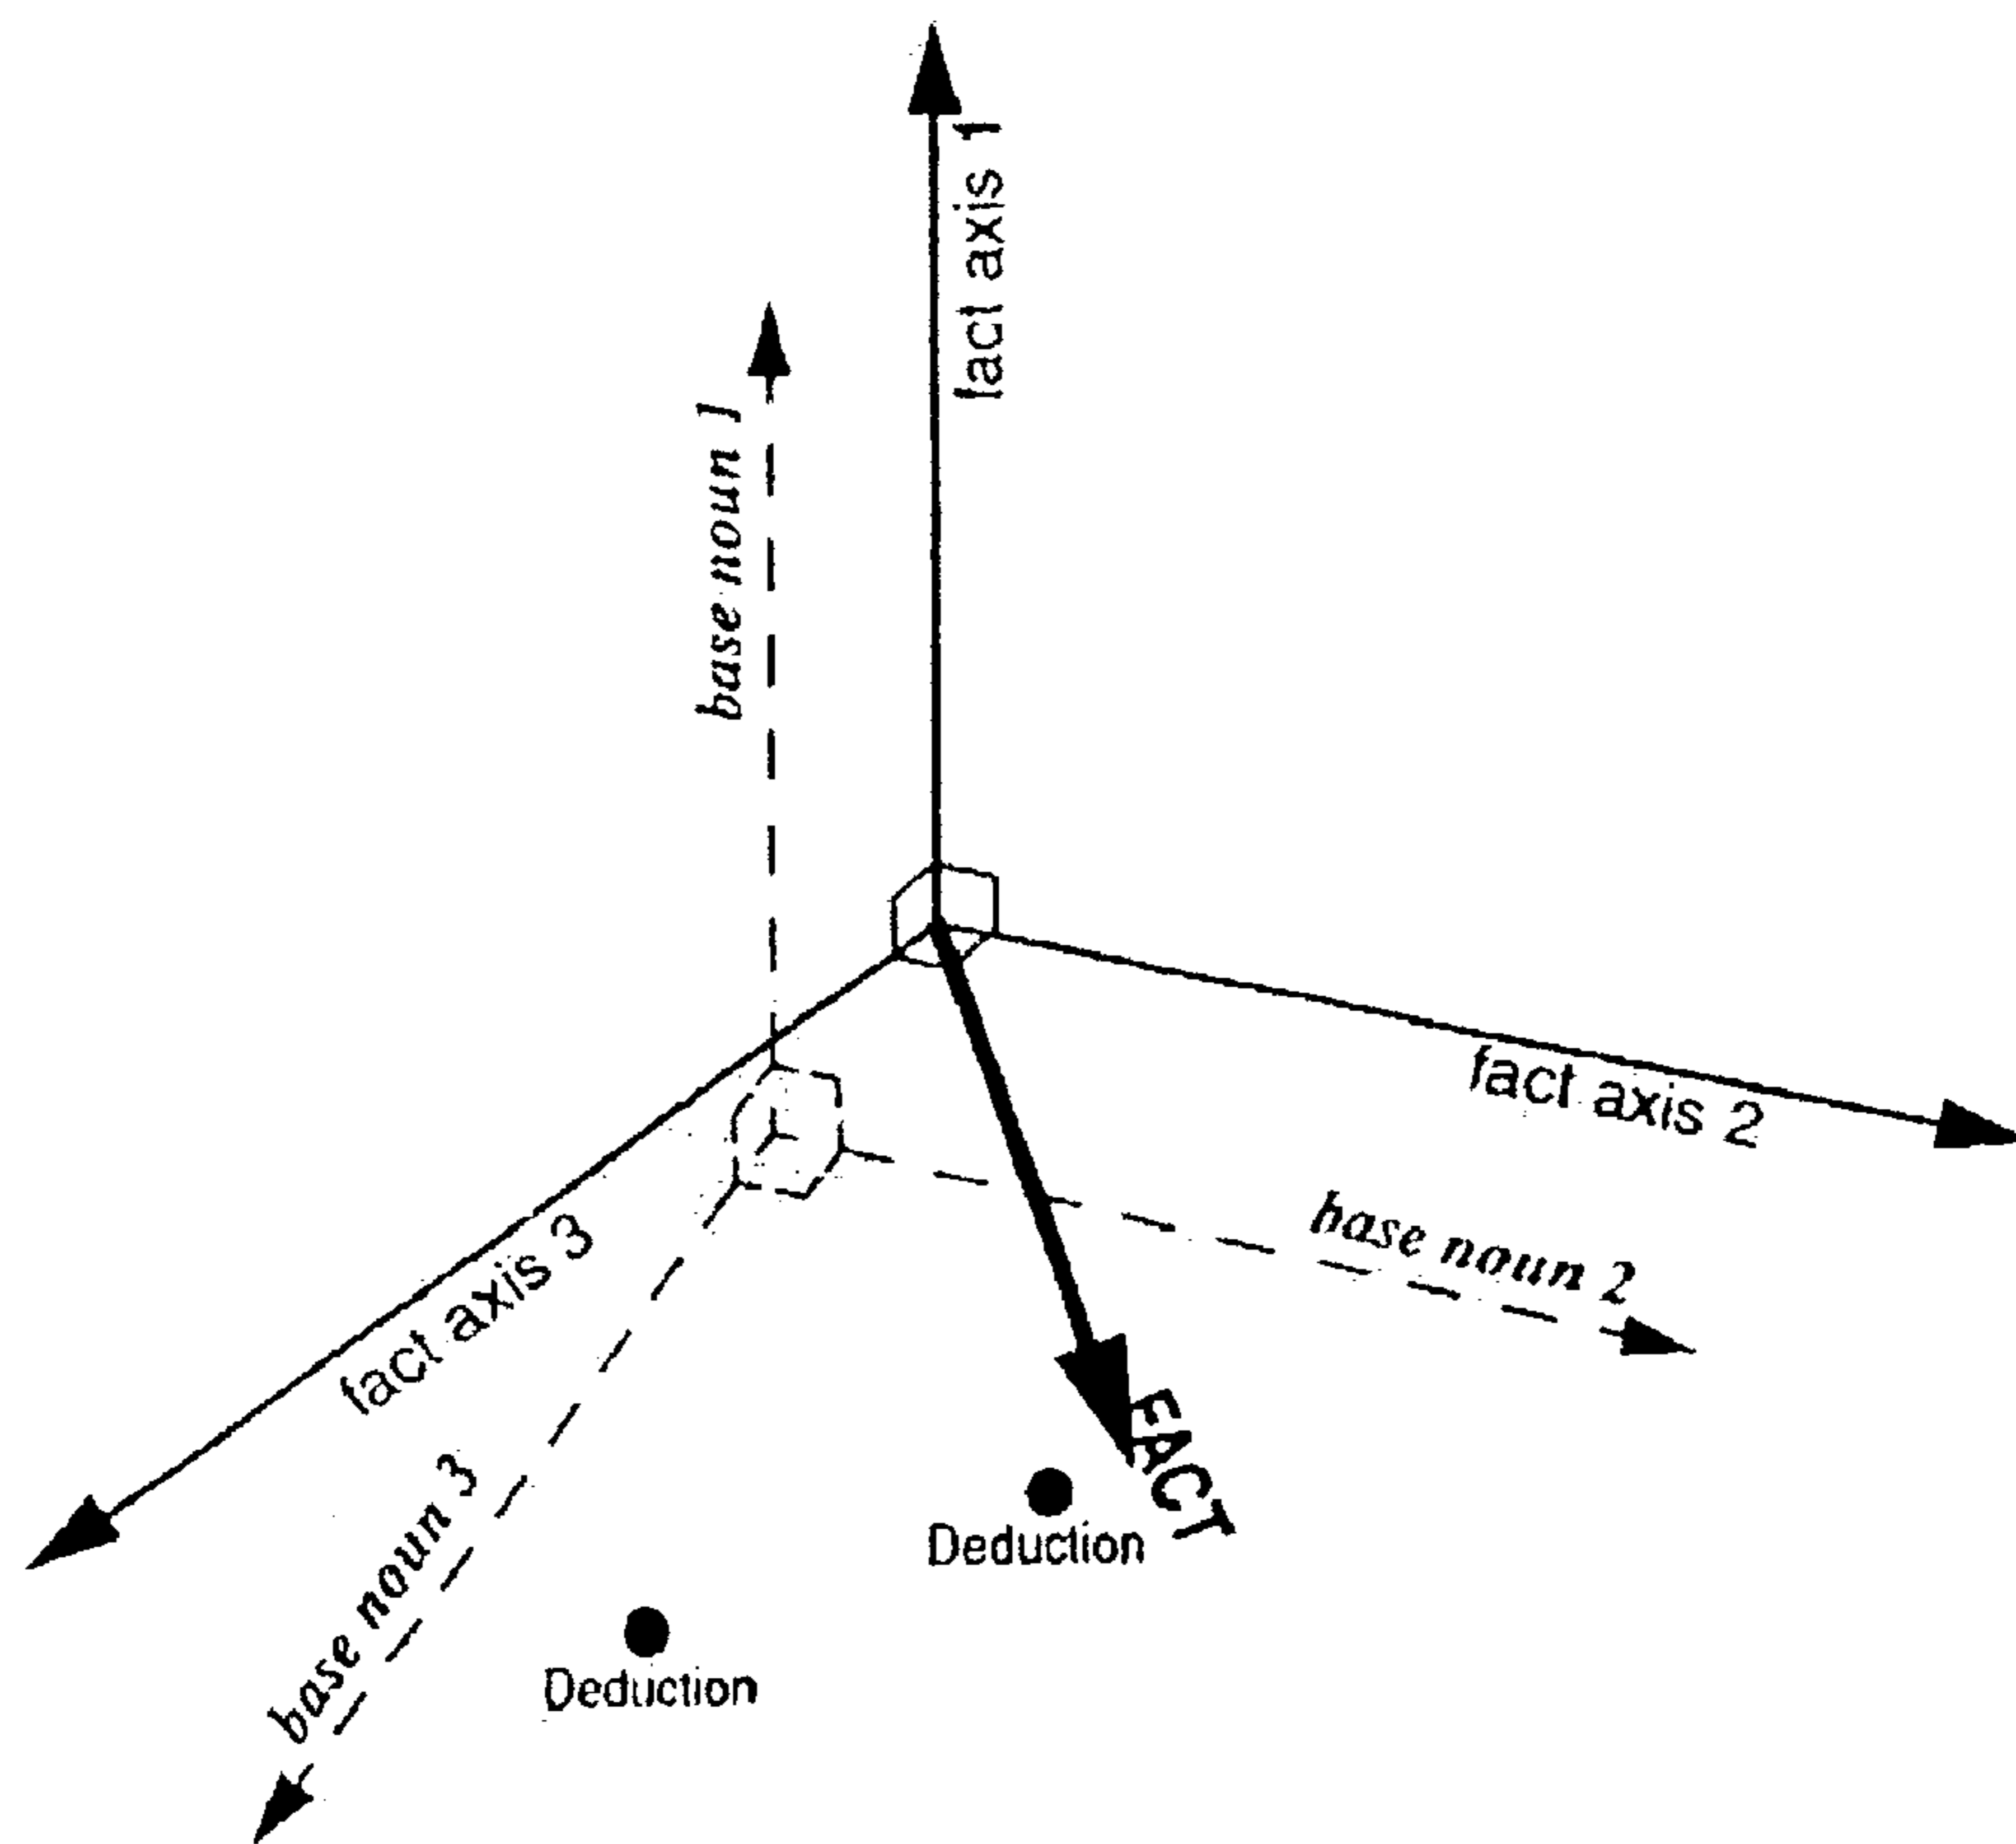 fact axis 1
base noun 1
fact axis 2
base noun 2
fact axis 3
FACT
base noun 3
Deduction
Deduction